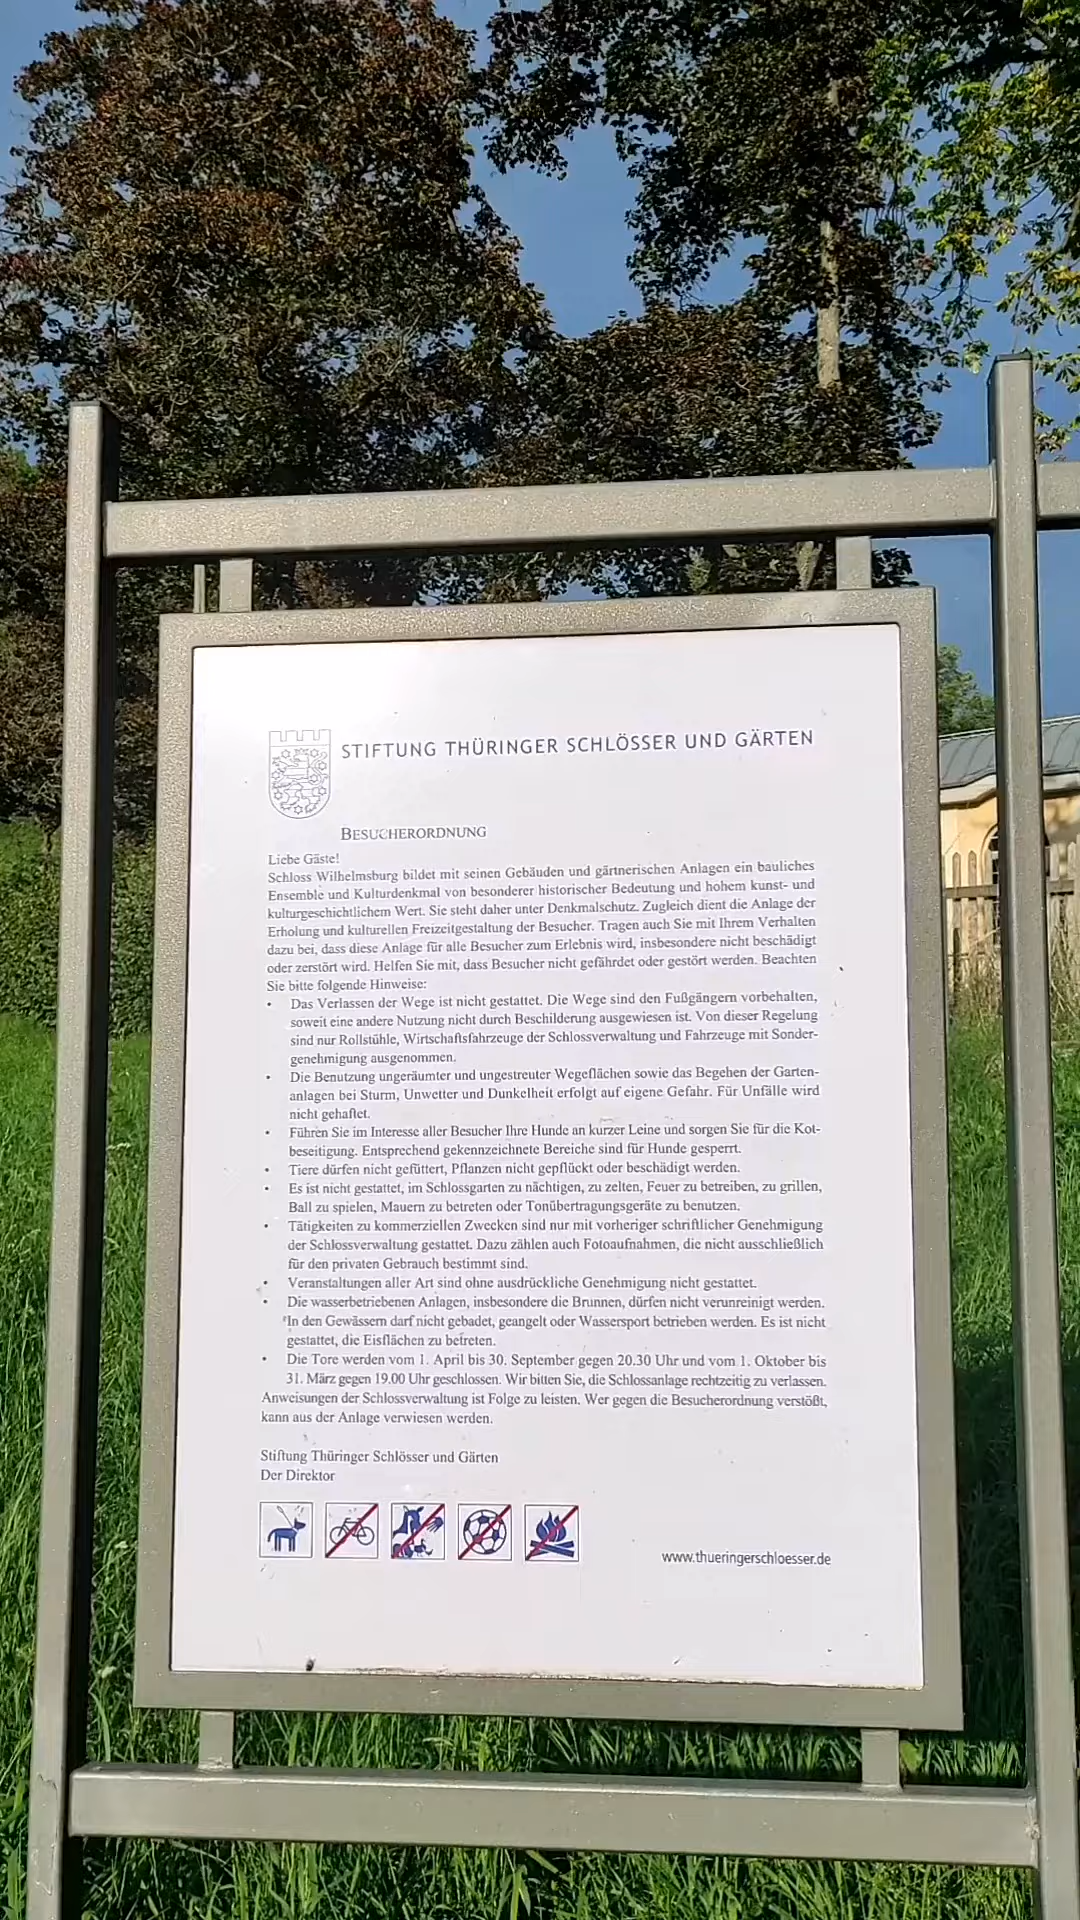 STIFTUNG THÜRINGER SCHLÖSSER UND GÄRTEN
BESUCHERORDNUNG
Liebe Gäste!
Schloss Wilhelmsburg bildet mit seinen Gebäuden und gärtnerischen Anlagen ein bauliches
Ensemble und Kulturdenkmal von besonderer historischer Bedeutung und hohem kunst- und
kulturgeschichtlichem Wert. Sie steht daher unter Denkmalschutz. Zugleich dient die Anlage der
Erholung und kulturellen Freizeitgestaltung der Besucher. Tragen auch Sie mit Ihrem Verhalten
dazu bei, dass diese Anlage für alle Besucher zum Erlebnis wird, insbesondere nicht beschädigt
oder zerstört wird. Helfen Sie mit, dass Besucher nicht gefährdet oder gestört werden. Beachten
Sie bitte folgende Hinweise:
• Das Verlassen der Wege ist nicht gestattet. Die Wege sind den Fußgängern vorbehalten,
soweit eine andere Nutzung nicht durch Beschilderung ausgewiesen ist. Von dieser Regelung
sind nur Rollstühle, Wirtschaftsfahrzeuge der Schlossverwaltung und Fahrzeuge mit Sonder-
genehmigung ausgenommen.
• Die Benutzung ungeräumter und ungestreuter Wegeflächen sowie das Begehen der Garten-
anlagen bei Sturm, Unwetter und Dunkelheit erfolgt auf eigene Gefahr. Für Unfälle wird
nicht gehaftet.
• Führen Sie im Interesse aller Besucher Ihre Hunde an kurzer Leine und sorgen Sie für die Kot-
beseitigung. Entsprechend gekennzeichnete Bereiche sind für Hunde gesperrt.
• Tiere dürfen nicht gefüttert, Pflanzen nicht gepflückt oder beschädigt werden.
• Es ist nicht gestattet, im Schlossgarten zu nächtigen, zu zelten, Feuer zu betreiben, zu grillen,
Ball zu spielen, Mauern zu betreten oder Tonübertragungsgeräte zu benutzen.
• Tätigkeiten zu kommerziellen Zwecken sind nur mit vorheriger schriftlicher Genehmigung
der Schlossverwaltung gestattet. Dazu zählen auch Fotoaufnahmen, die nicht ausschließlich
für den privaten Gebrauch bestimmt sind.
• Veranstaltungen aller Art sind ohne ausdrückliche Genehmigung nicht gestattet.
• Die wasserbetriebenen Anlagen, insbesondere die Brunnen, dürfen nicht verunreinigt werden.
In den Gewässern darf nicht gebadet, geangelt oder Wassersport betrieben werden. Es ist nicht
gestattet, die Eisflächen zu betreten.
• Die Tore werden vom 1. April bis 30. September gegen 20.30 Uhr und vom 1. Oktober bis
31. März gegen 19.00 Uhr geschlossen. Wir bitten Sie, die Schlossanlage rechtzeitig zu verlassen.
Anweisungen der Schlossverwaltung ist Folge zu leisten. Wer gegen die Besucherordnung verstößt,
kann aus der Anlage verwiesen werden.
Stiftung Thüringer Schlösser und Gärten
Der Direktor
www.thueringerschloesser.de